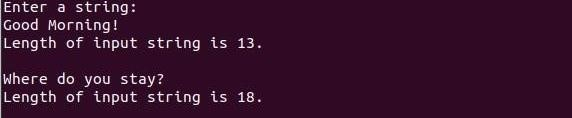 Enter a string:
Good Morning!
Length of input string is 13.
Where do you stay?
Length of input string is 18.